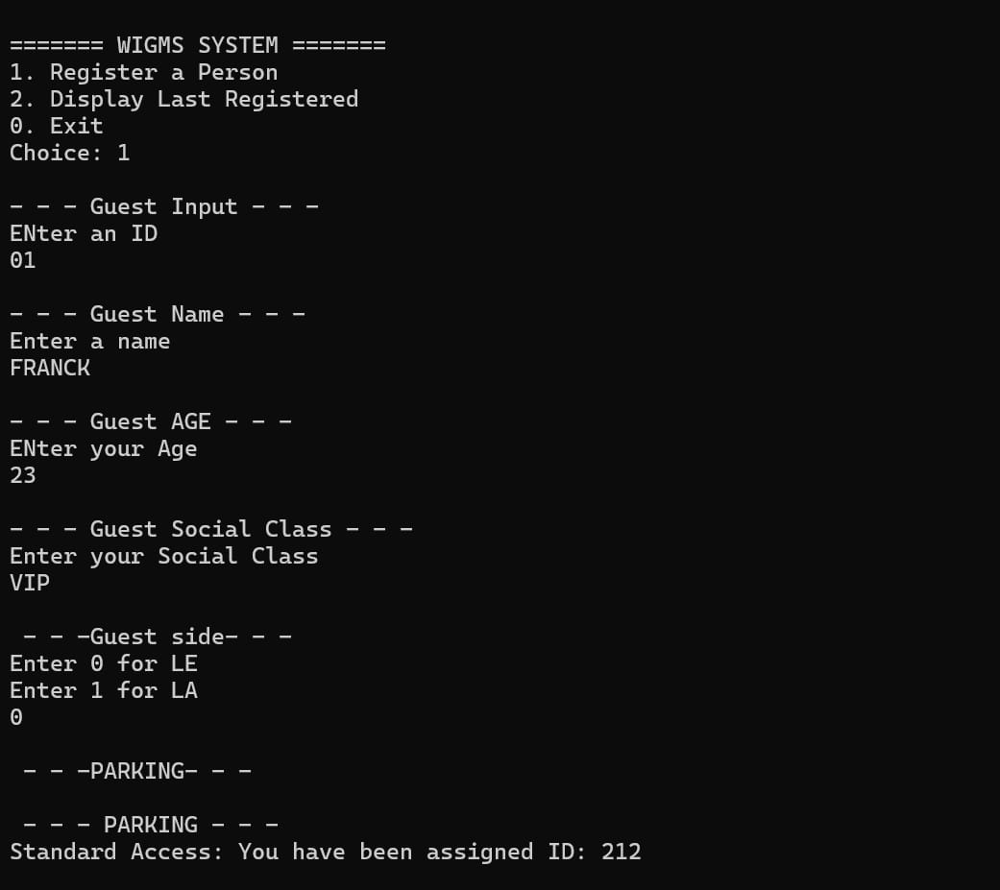 ======= WIGMS SYSTEM =======
1. Register a Person
2. Display Last Registered
0. Exit
Choice: 1
- - - Guest Input - - -
ENter an ID
01
- - - Guest Name - - -
Enter a name
FRANCK
- - - Guest AGE - - -
ENter your Age
23
- - - Guest Social Class - - -
Enter your Social Class
VIP
- - -Guest side- - -
Enter 0 for LE
Enter 1 for LA
0
- - -PARKING- - -
- - - PARKING - - -
Standard Access: You have been assigned ID: 212